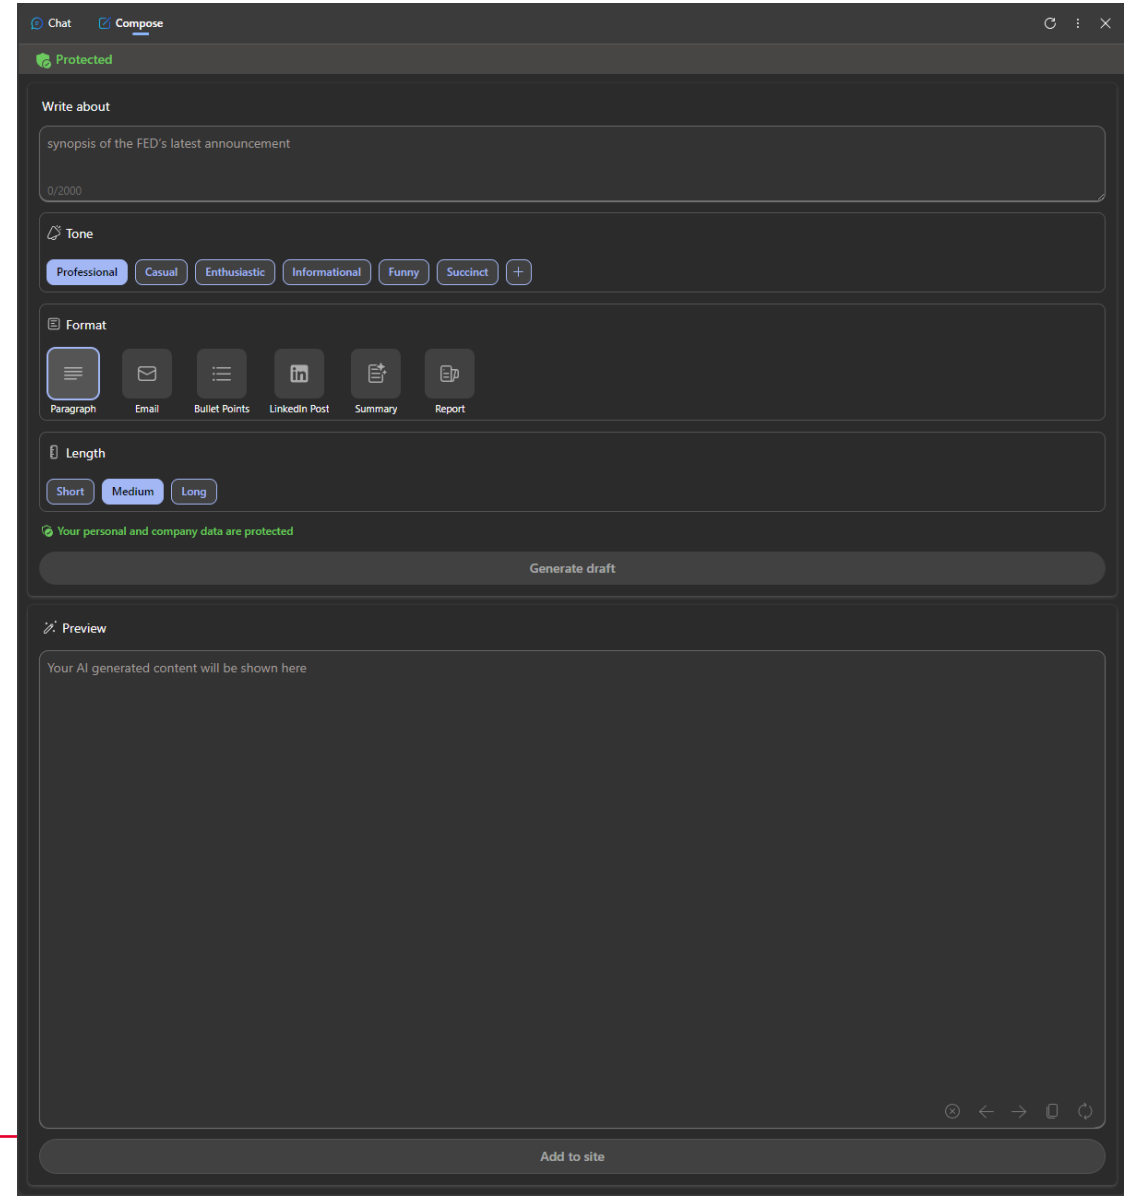 Chat Compose
Protected
Write about
synopsis of the FED's latest announcement
0/2000
Tone
Professional Casual Enthusiastic Informational Funny Succinct +
Format
in
Paragraph Email Bullet Points LinkedIn Post Summary Report
Length
Short Medium Long
Your personal and company data are protected
Generate draft
Preview
Your AI generated content will be shown here
Add to site